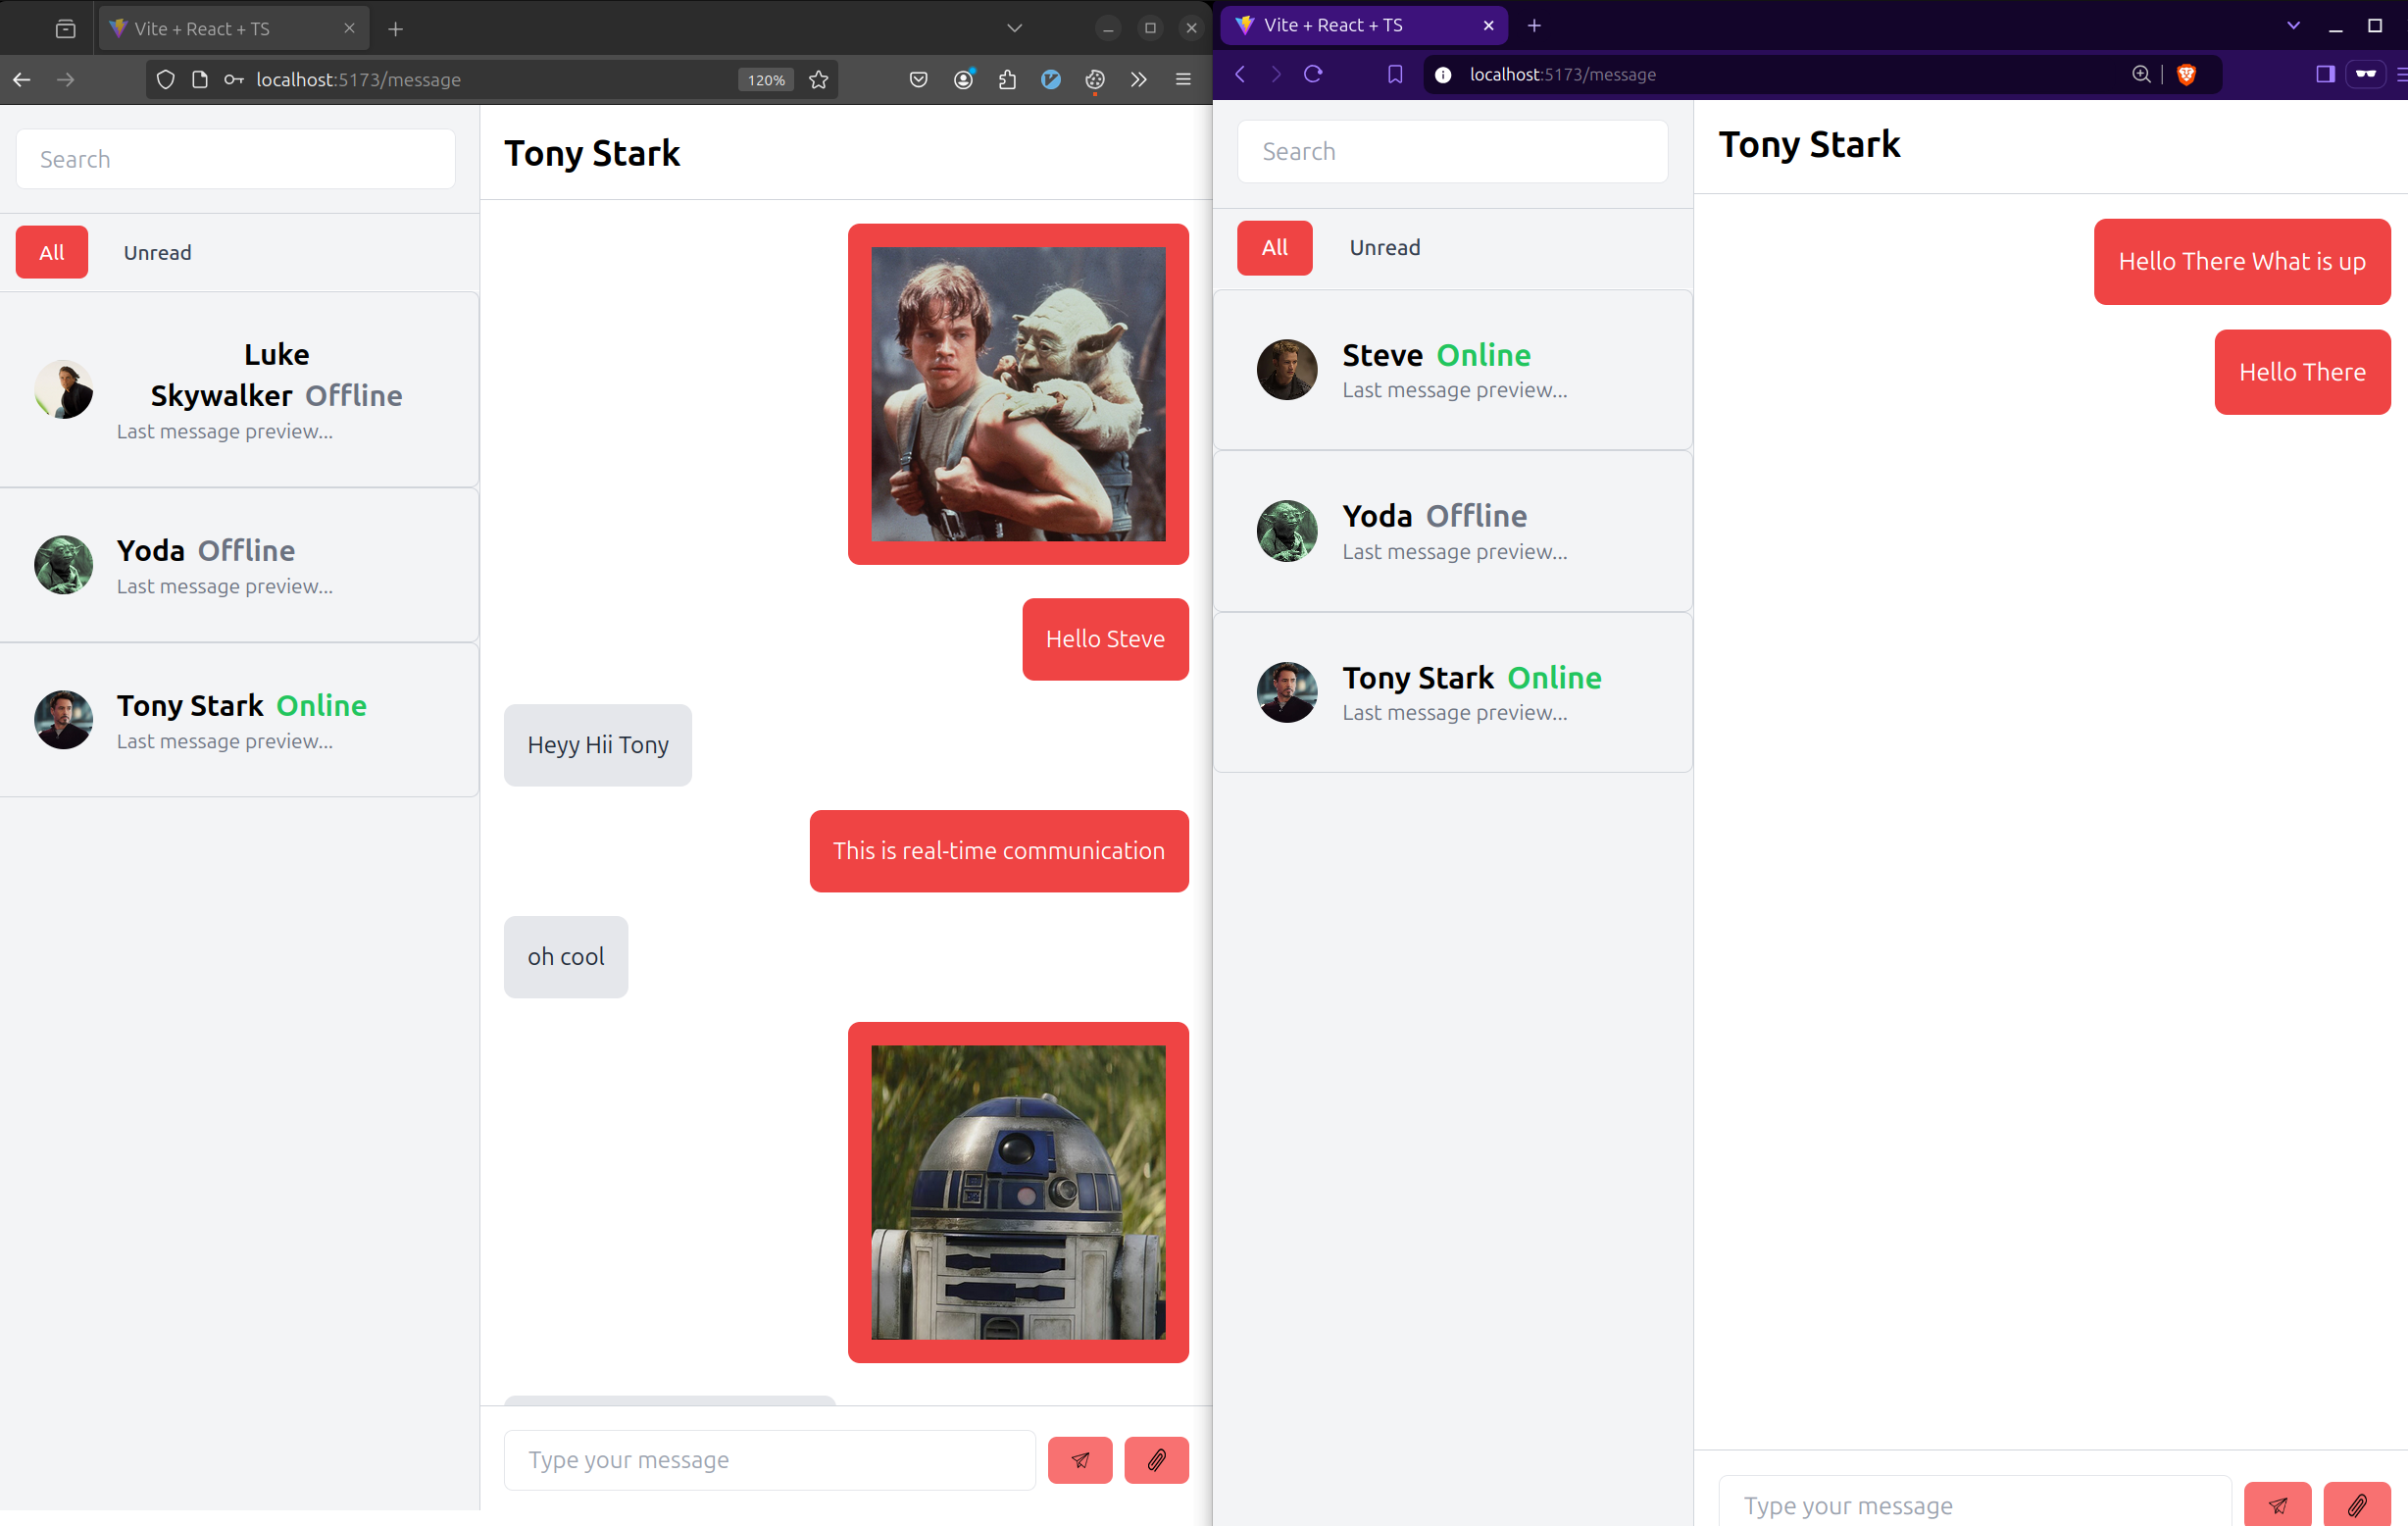 Vite + React + TS
localhost:5173/message
120%
Search
All
Unread
Luke
Skywalker Offline
Last message preview...
Yoda Offline
Last message preview...
Tony Stark Online
Last message preview...
Tony Stark
Hello Steve
Heyy Hii Tony
This is real-time communication
oh cool
Type your message
Vite + React + TS
localhost:5173/message
Search
All
Unread
Steve Online
Last message preview...
Yoda Offline
Last message preview...
Tony Stark Online
Last message preview...
Tony Stark
Hello There What is up
Hello There
Type your message